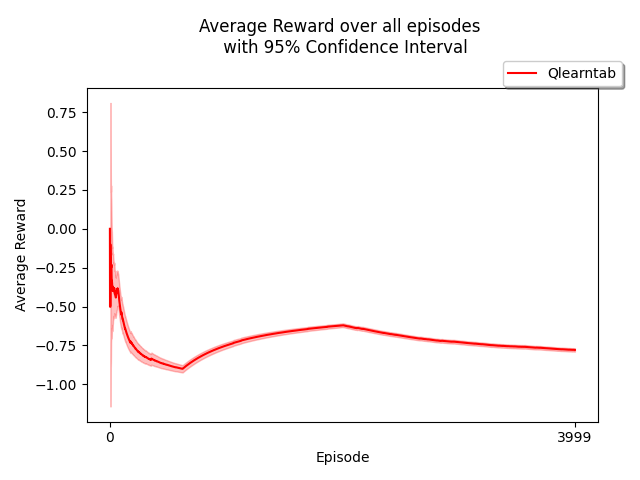 Average Reward over all episodes
with 95% Confidence Interval
Qlearntab
0.75
0.50
0.25
0.00
−0.25
−0.50
−0.75
−1.00
Average Reward
0
3999
Episode